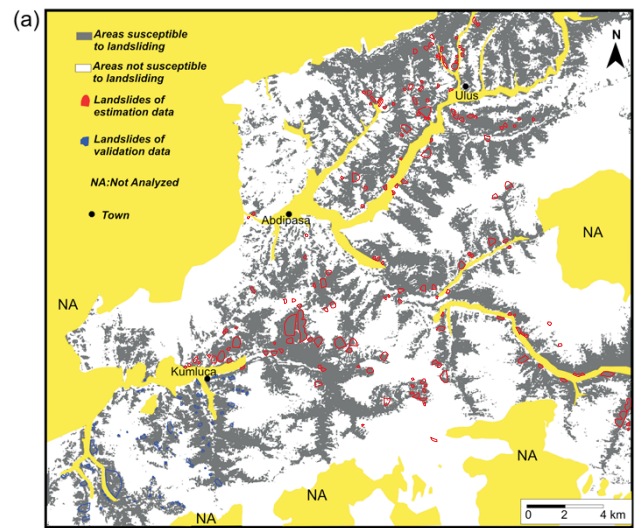 (a)
Areas susceptible
to landsliding
Areas not susceptible
to landsliding
Landslides of
estimation data
Landslides of
validation data
NA:Not Analyzed
Town
N
Ulus
Abdipasa
NA
NA
Kumluca
NA
NA
NA
0 2 4 km